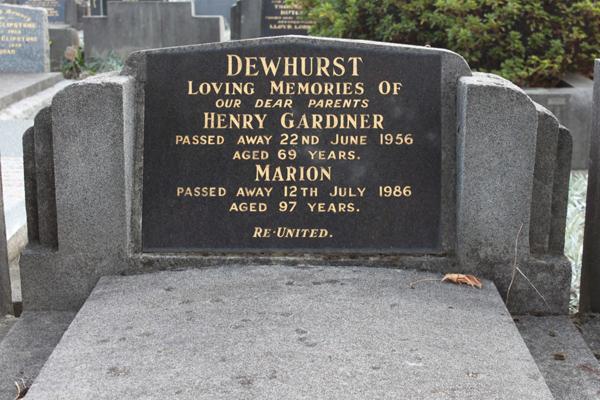 DEWHURST
LOVING MEMORIES OF
OUR DEAR PARENTS
HENRY GARDINER
PASSED AWAY 22ND JUNE 1956
AGED 69 YEARS.
MARION
PASSED AWAY 12TH JULY 1986
AGED 97 YEARS.
RE-UNITED.